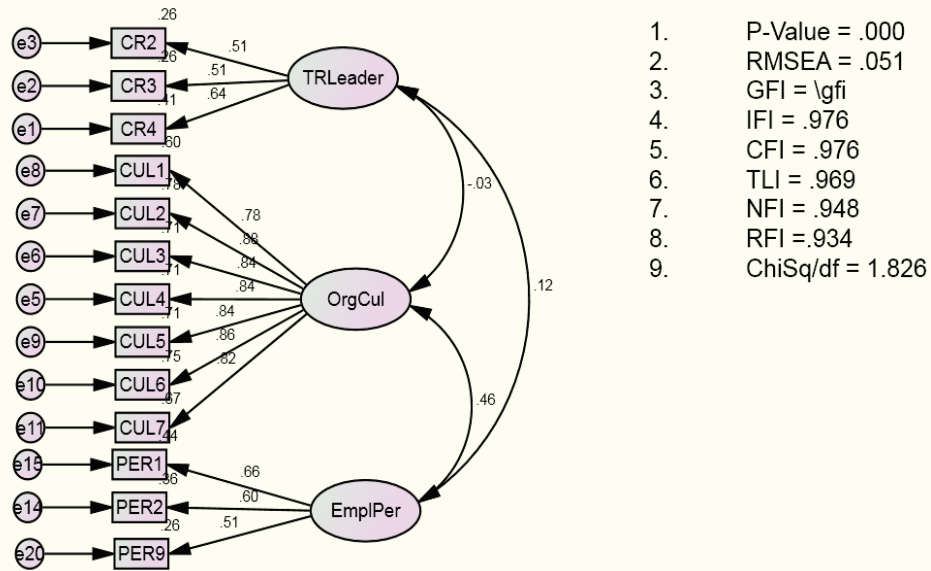 .26
e3 CR2 .51
.26
e2 CR3 .51 TRLeader
.41
e1 CR4 .64
.60
e8 CUL1
.78
e7 CUL2 .78
.71 .88
e6 CUL3 .84
.71
e5 CUL4 .84 OrgCul
.71 .84
e9 CUL5 .86
.75 .82
e10 CUL6
.67
e11 CUL7
.44
e15 PER1 .66
.36
e14 PER2 .60 EmplPer
.26 .51
e20 PER9
-.03
.12
.46
1. P-Value = .000
2. RMSEA = .051
3. GFI = \gfi
4. IFI = .976
5. CFI = .976
6. TLI = .969
7. NFI = .948
8. RFI =.934
9. ChiSq/df = 1.826